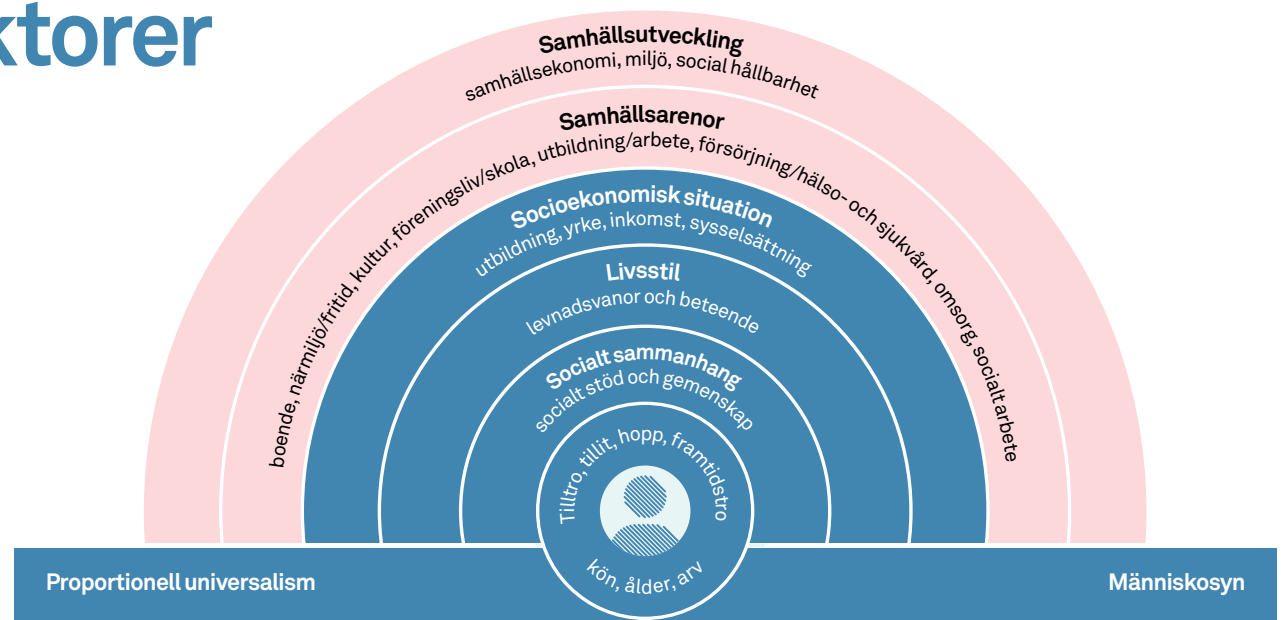 ktorer
Samhällsutveckling
samhällsekonomi, miljö, social hållbarhet
Samhällsarenor
boende, närmiljö/fritid, kultur, föreningsliv/skola, utbildning/arbete, försörjning/hälso- och sjukvård, omsorg, socialt arbete
Socioekonomisk situation
utbildning, yrke, inkomst, sysselsättning
Livsstil
levnadsvanor och beteende
Socialt sammanhang
socialt stöd och gemenskap
Tilltro, tillit, hopp, framtidstro
kön, ålder, arv
Proportionell universalism
Människosyn